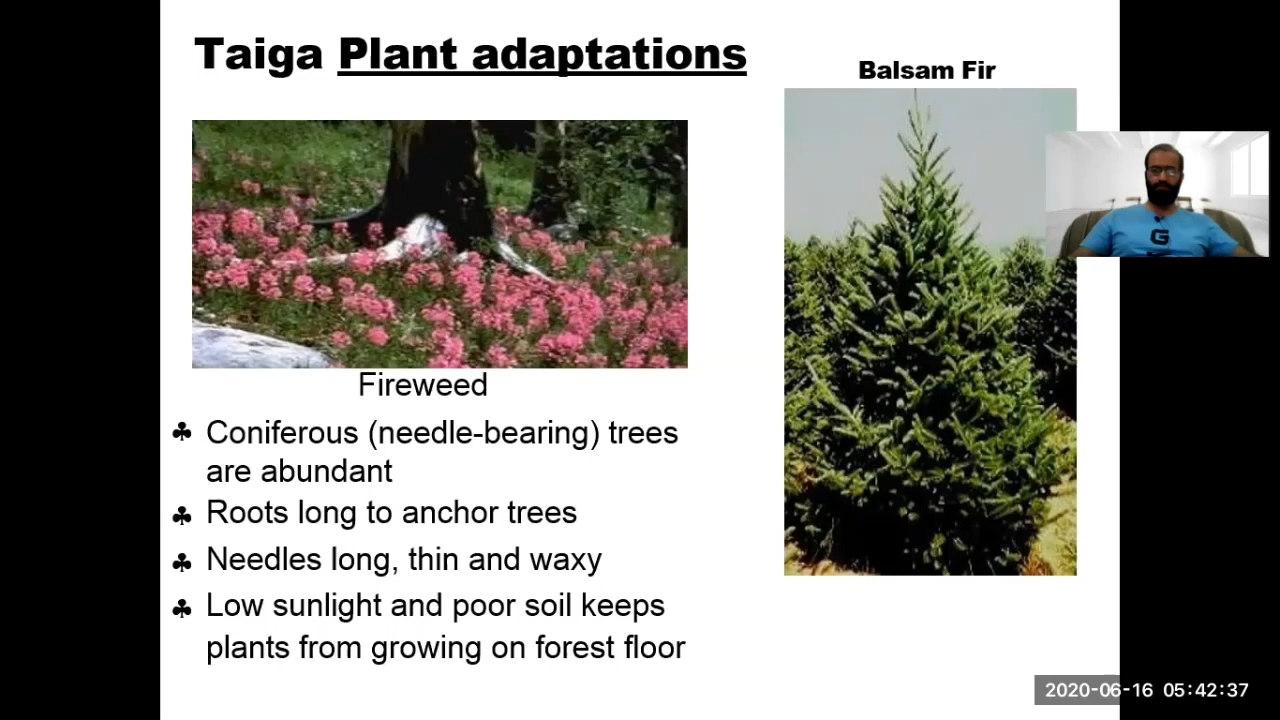 Taiga Plant adaptations
Balsam Fir
G
Fireweed
♣ Coniferous (needle-bearing) trees
are abundant
♣ Roots long to anchor trees
♣ Needles long, thin and waxy
♣ Low sunlight and poor soil keeps
plants from growing on forest floor
2020-06-16 05:42:37